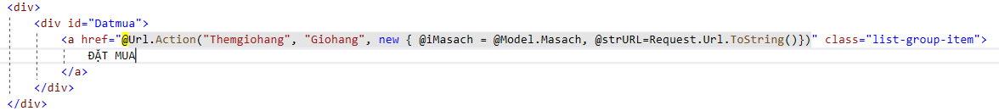 <div>
<div id="Datmua">
<a href="@Url.Action("Themgiohang", "Giohang", new { @iMasach = @Model.Masach, @strURL=Request.Url.ToString()})" class="list-group-item">
ĐẶT MUA
</a>
</div>
</div>